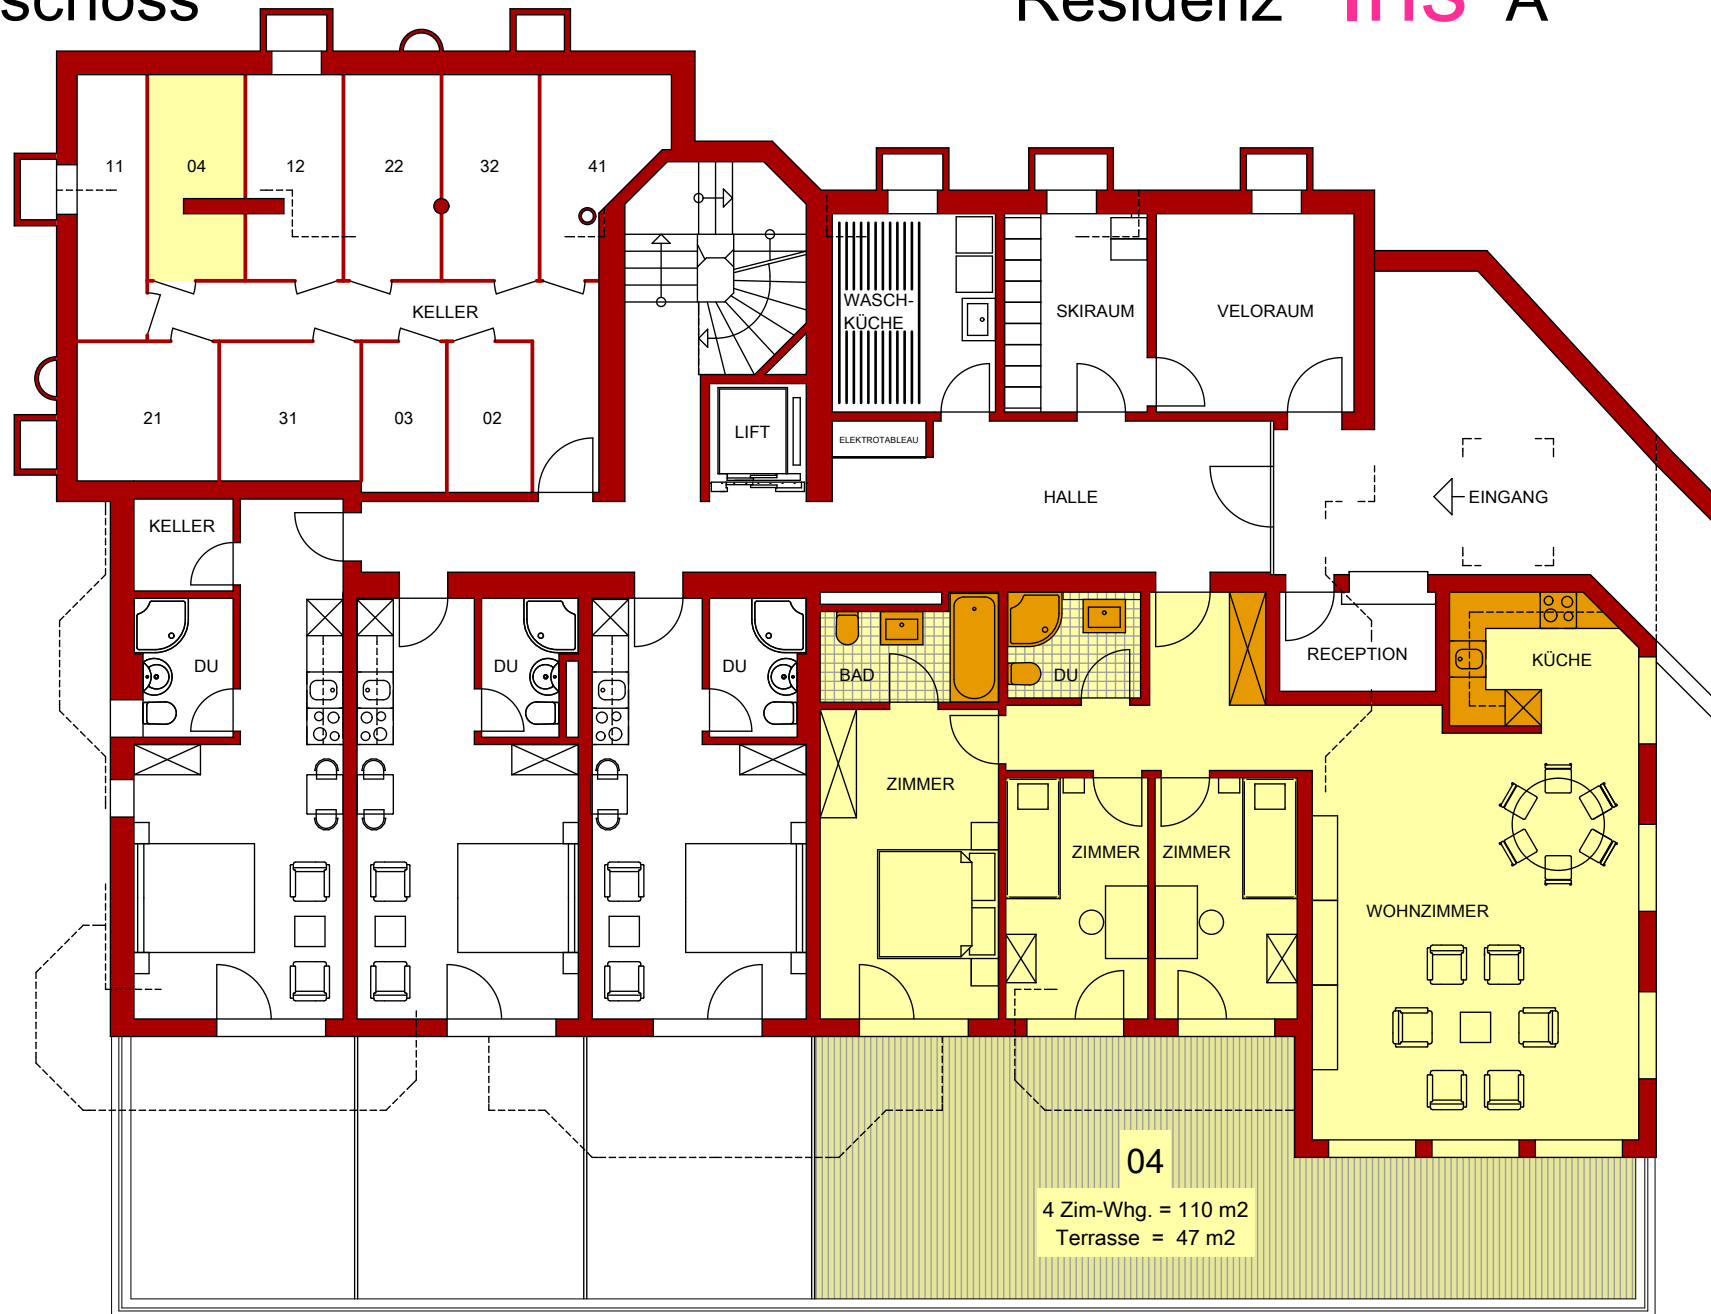 schoss
Residenz IRIS A
11
04
12
22
32
41
KELLER
21
31
03
02
LIFT
WASCH-
KÜCHE
SKIRAUM
VELORAUM
ELEKTROTABLEAU
HALLE
EINGANG
KELLER
DU
DU
DU
BAD
DU
RECEPTION
KÜCHE
ZIMMER
ZIMMER
ZIMMER
WOHNZIMMER
04
4 Zim-Whg. = 110 m2
Terrasse = 47 m2